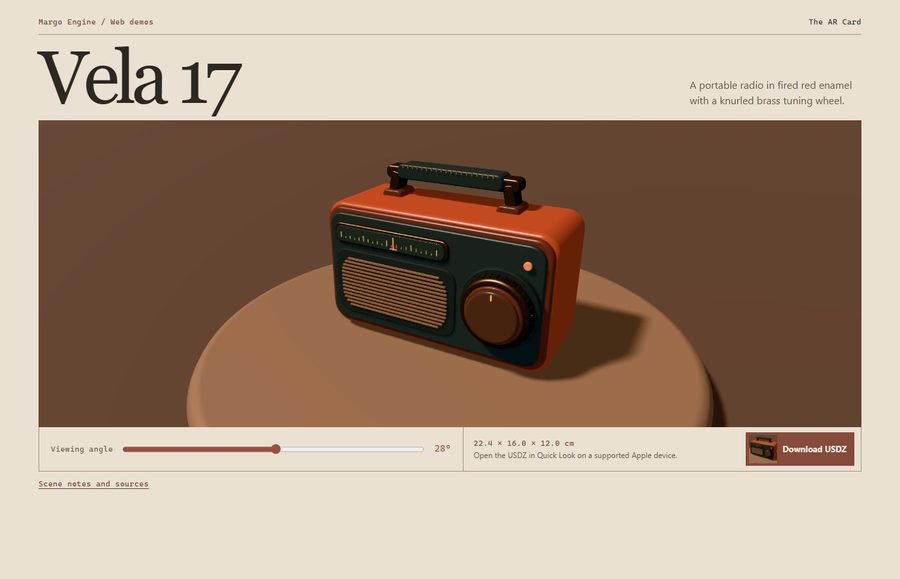 Margo Engine / Web demos
The AR Card
Vela 17
A portable radio in fired red enamel
with a knurled brass tuning wheel.
Viewing angle
28°
22.4 × 16.0 × 12.0 cm
Open the USDZ in Quick Look on a supported Apple device.
Download USDZ
Scene notes and sources